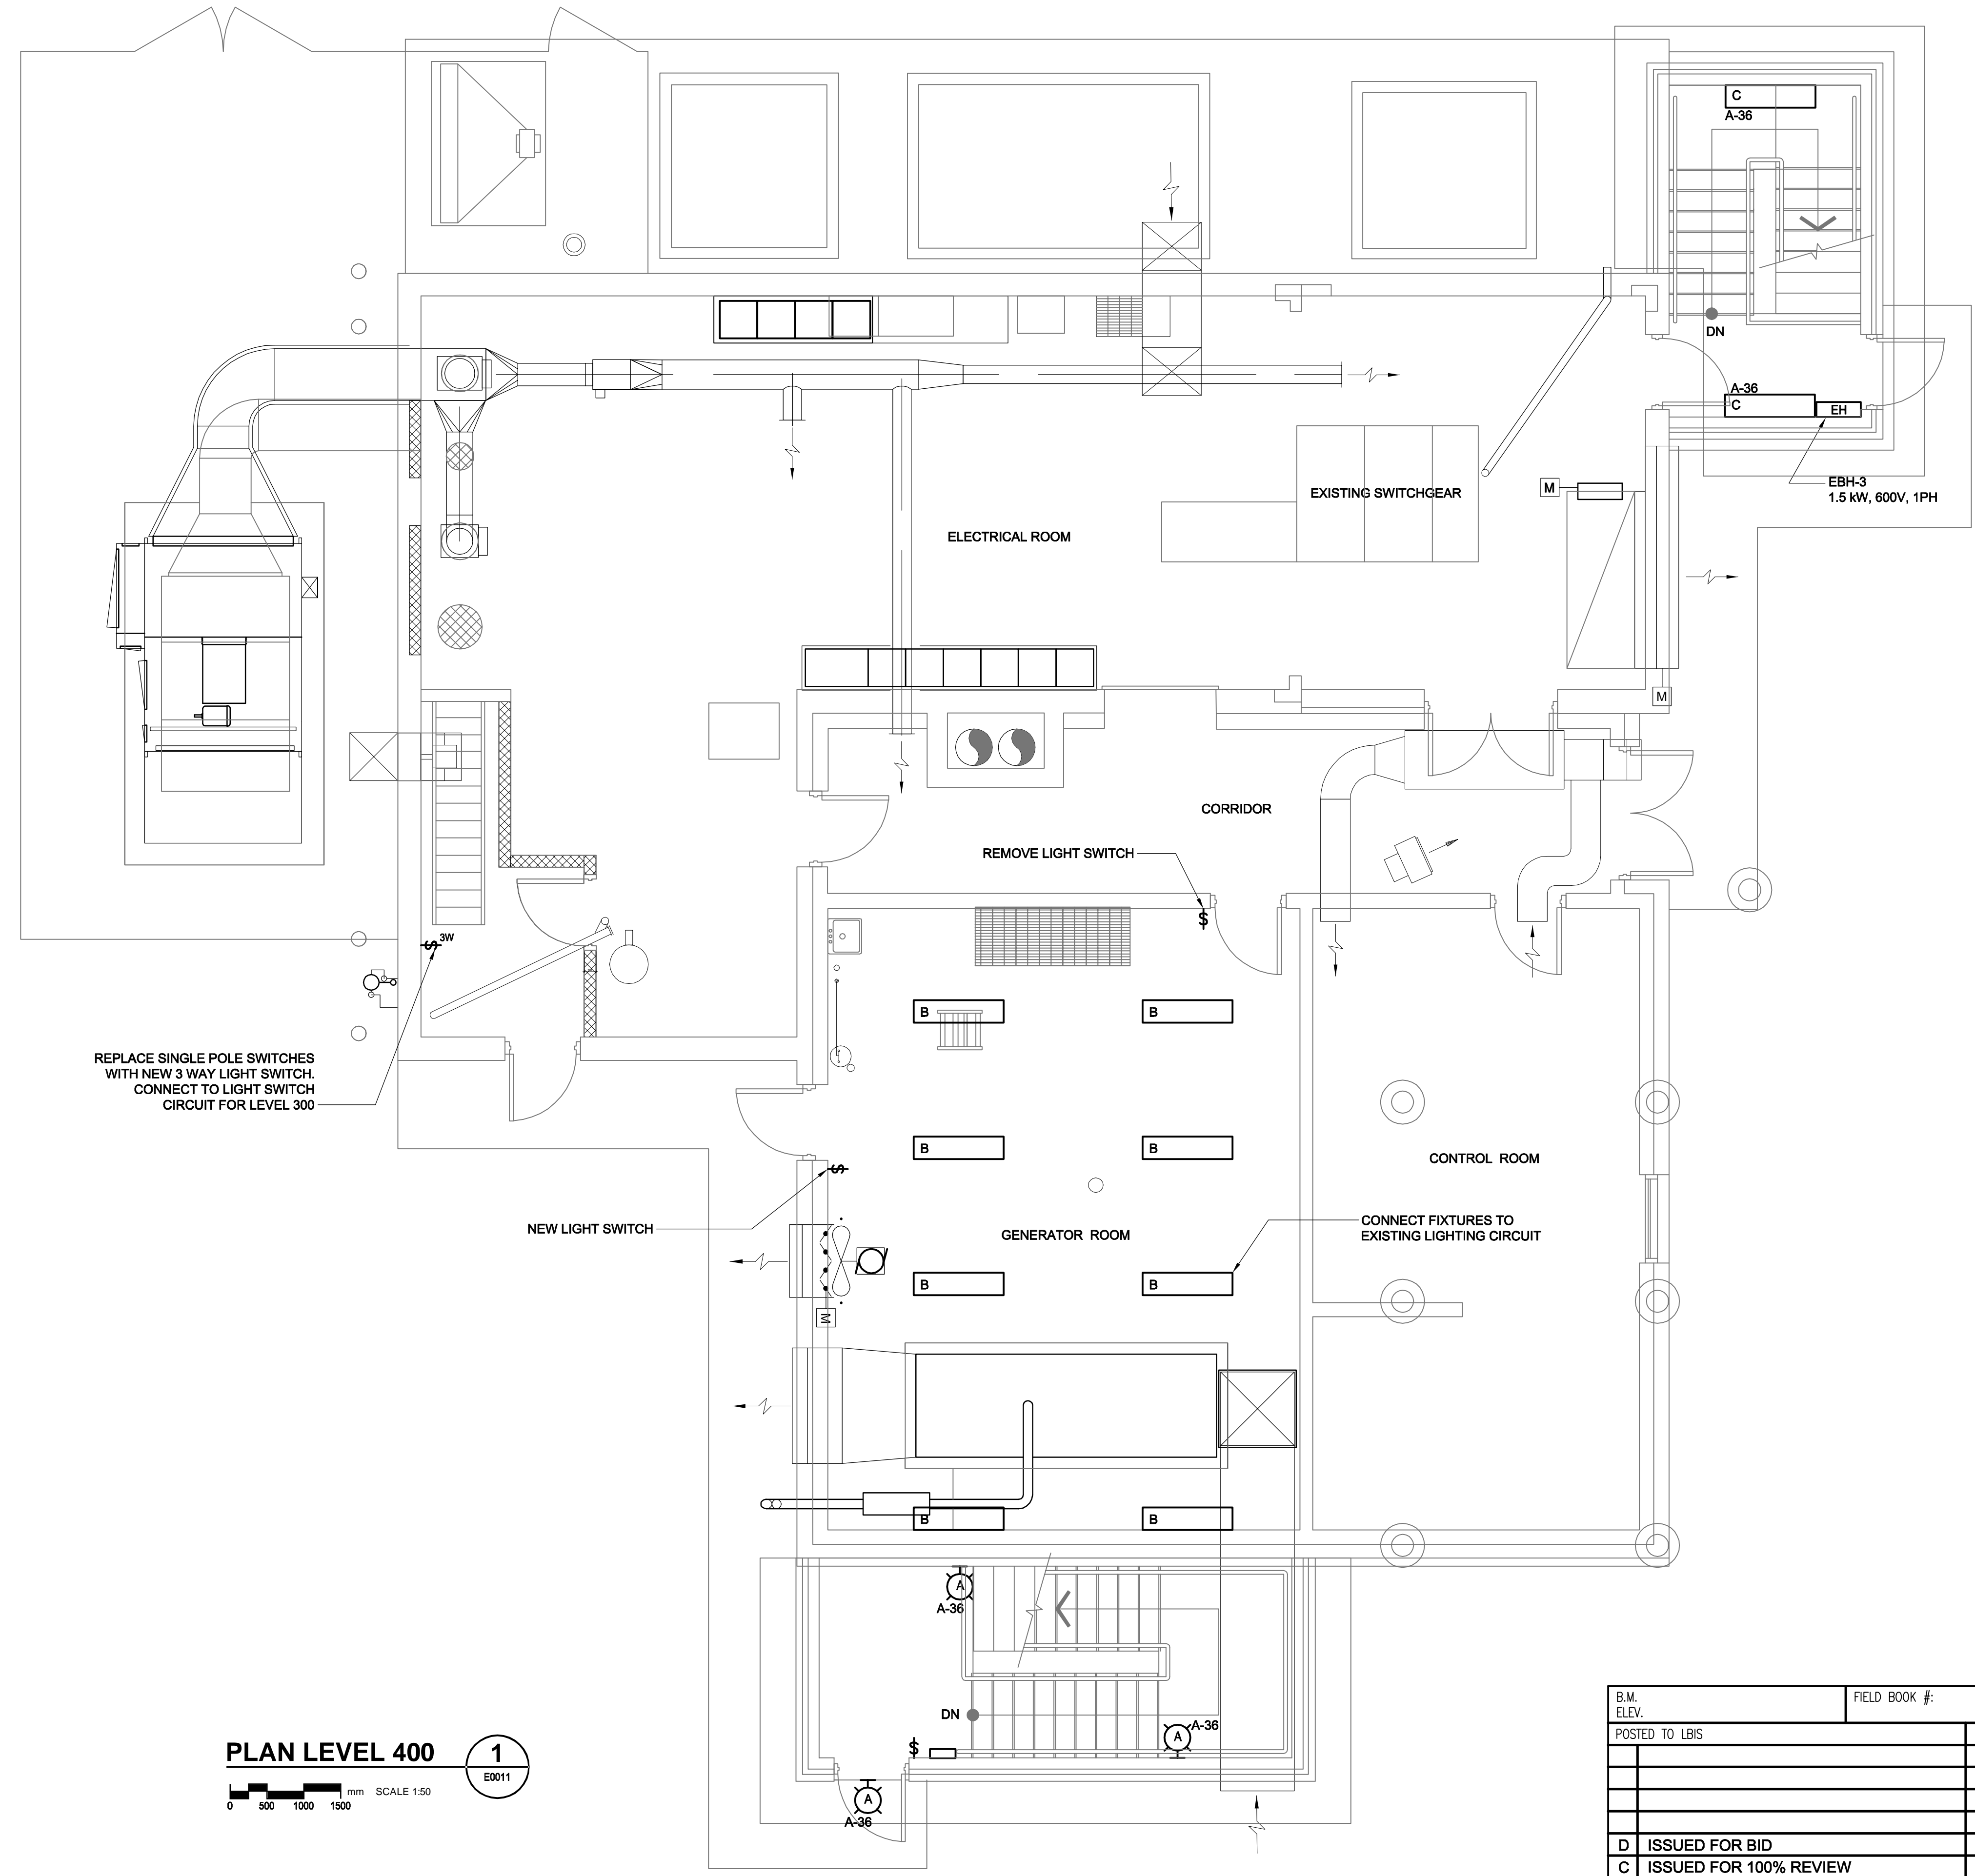 C
A-36
DN
A-36
C
EH
EBH-3
1.5 kW, 600V, 1PH
EXISTING SWITCHGEAR
M
ELECTRICAL ROOM
M
CORRIDOR
REMOVE LIGHT SWITCH
$
$ 3W
B
B
REPLACE SINGLE POLE SWITCHES
WITH NEW 3 WAY LIGHT SWITCH.
CONNECT TO LIGHT SWITCH
CIRCUIT FOR LEVEL 300
B
B
CONTROL ROOM
$
NEW LIGHT SWITCH
GENERATOR ROOM
CONNECT FIXTURES TO
EXISTING LIGHTING CIRCUIT
B
B
M
B
B
A
A-36
DN
A-36
A
$
A
A-36
PLAN LEVEL 400
1
E0011
mm SCALE 1:50
0 500 1000 1500
B.M.
ELEV.
FIELD BOOK #:
POSTED TO LBIS
D ISSUED FOR BID
C ISSUED FOR 100% REVIEW